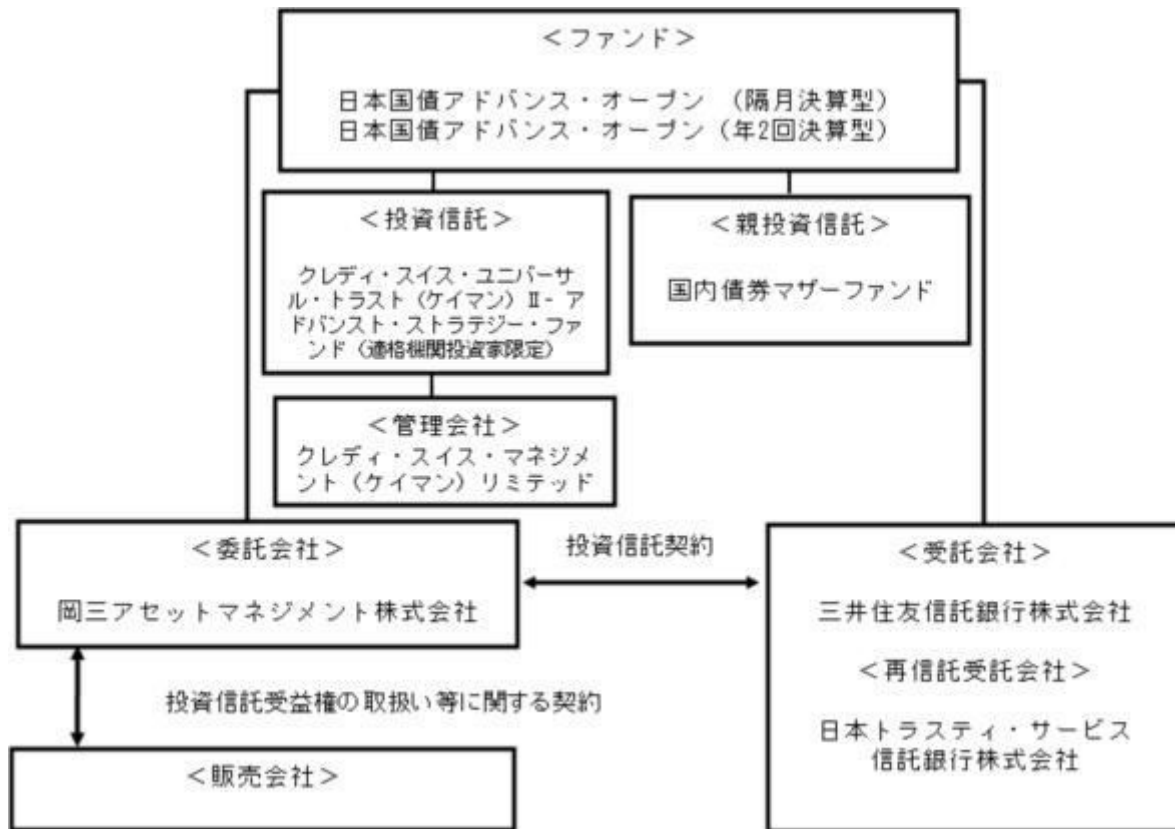 ＜ファンド＞
日本国債アドバンス・オープン （隔月決算型）
日本国債アドバンス・オープン（年2回決算型）
＜投資信託＞
クレディ・スイス・ユニバーサ
ル・トラスト（ケイマン）Ⅱ- ア
ドバンスト・ストラテジー・ファ
ンド（適格機関投資家限定）
＜親投資信託＞
国内債券マザーファンド
＜管理会社＞
クレディ・スイス・マネジメ
ント（ケイマン）リミテッド
＜委託会社＞
岡三アセットマネジメント株式会社
投資信託契約
＜受託会社＞
三井住友信託銀行株式会社
＜再信託受託会社＞
日本トラスティ・サービス
信託銀行株式会社
投資信託受益権の取扱い等に関する契約
＜販売会社＞